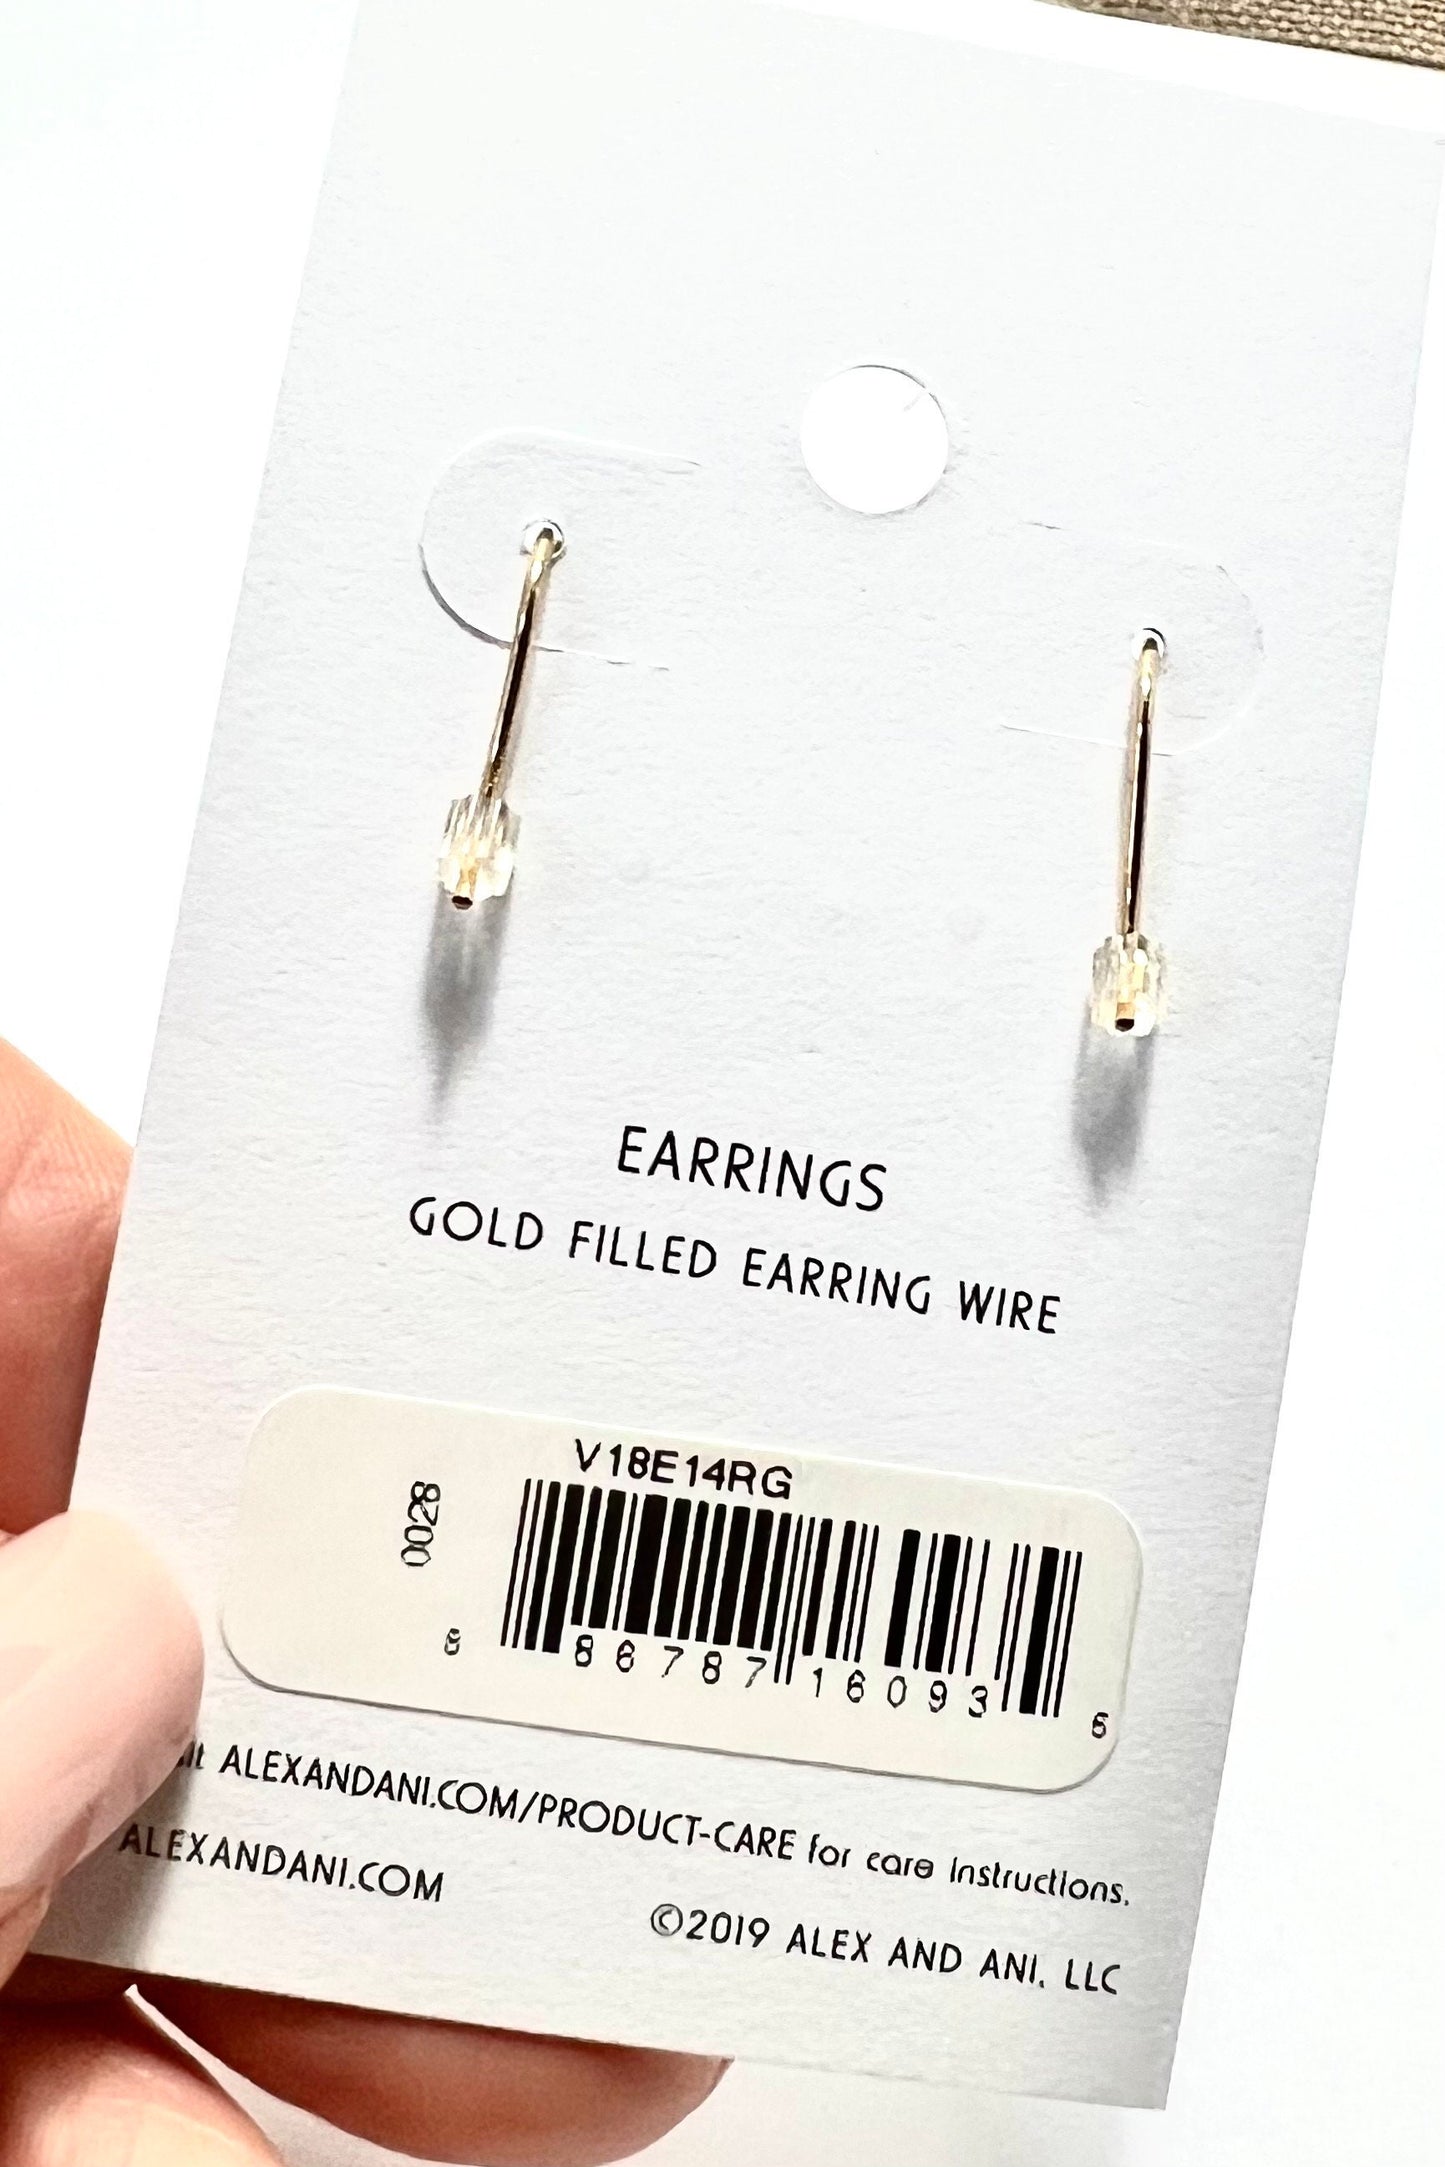 EARRINGS
GOLD FILLED EARRING WIRE
V18E14RG
0028
8 86787 16093 6
ALEXANDANI.COM/PRODUCT-CARE for care instructions.
ALEXANDANI.COM
©2019 ALEX AND ANI, LLC